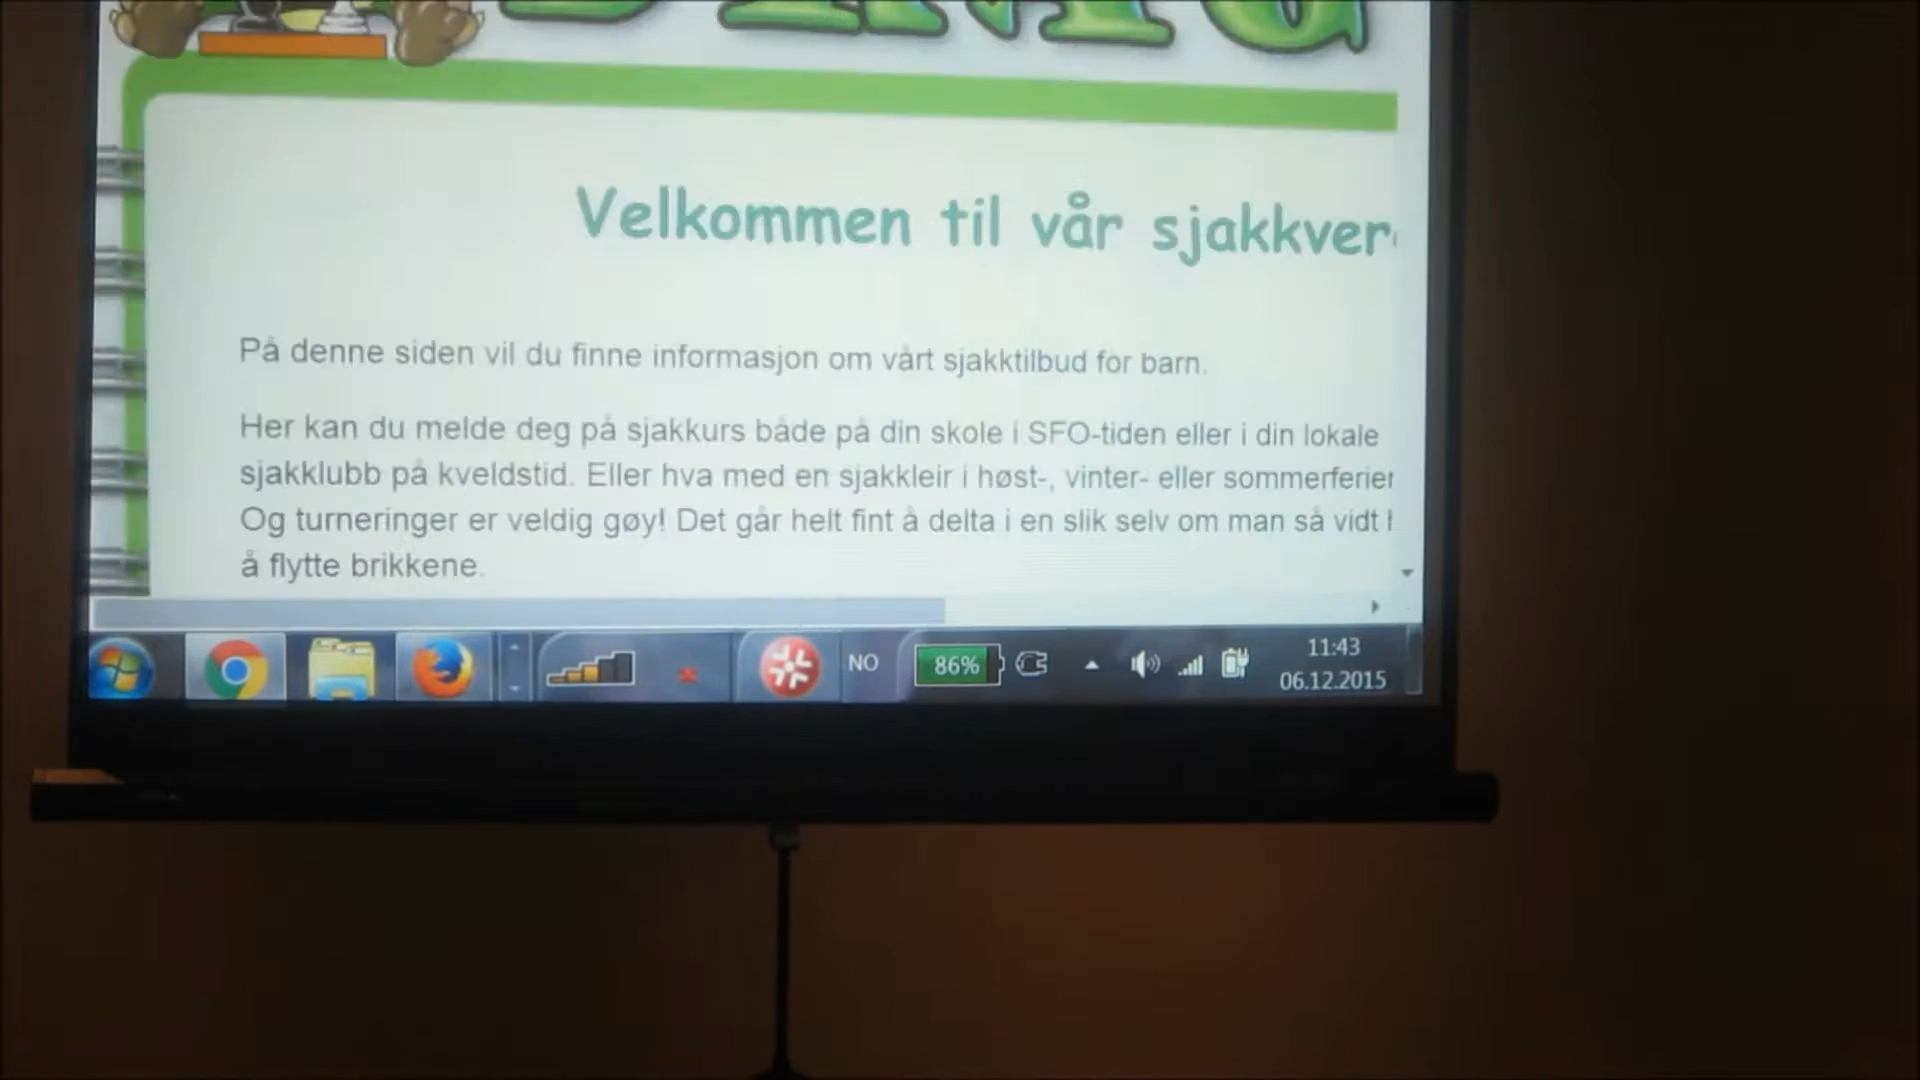 Velkommen til vår sjakkver
På denne siden vil du finne informasjon om vårt sjakktilbud for barn.
Her kan du melde deg på sjakkurs både på din skole i SFO-tiden eller i din lokale
sjakklubb på kveldstid. Eller hva med en sjakkleir i høst-, vinter- eller sommerferier
Og turneringer er veldig gøy! Det går helt fint å delta i en slik selv om man så vidt
å flytte brikkene.
NO
86%
11:43
06.12.2015